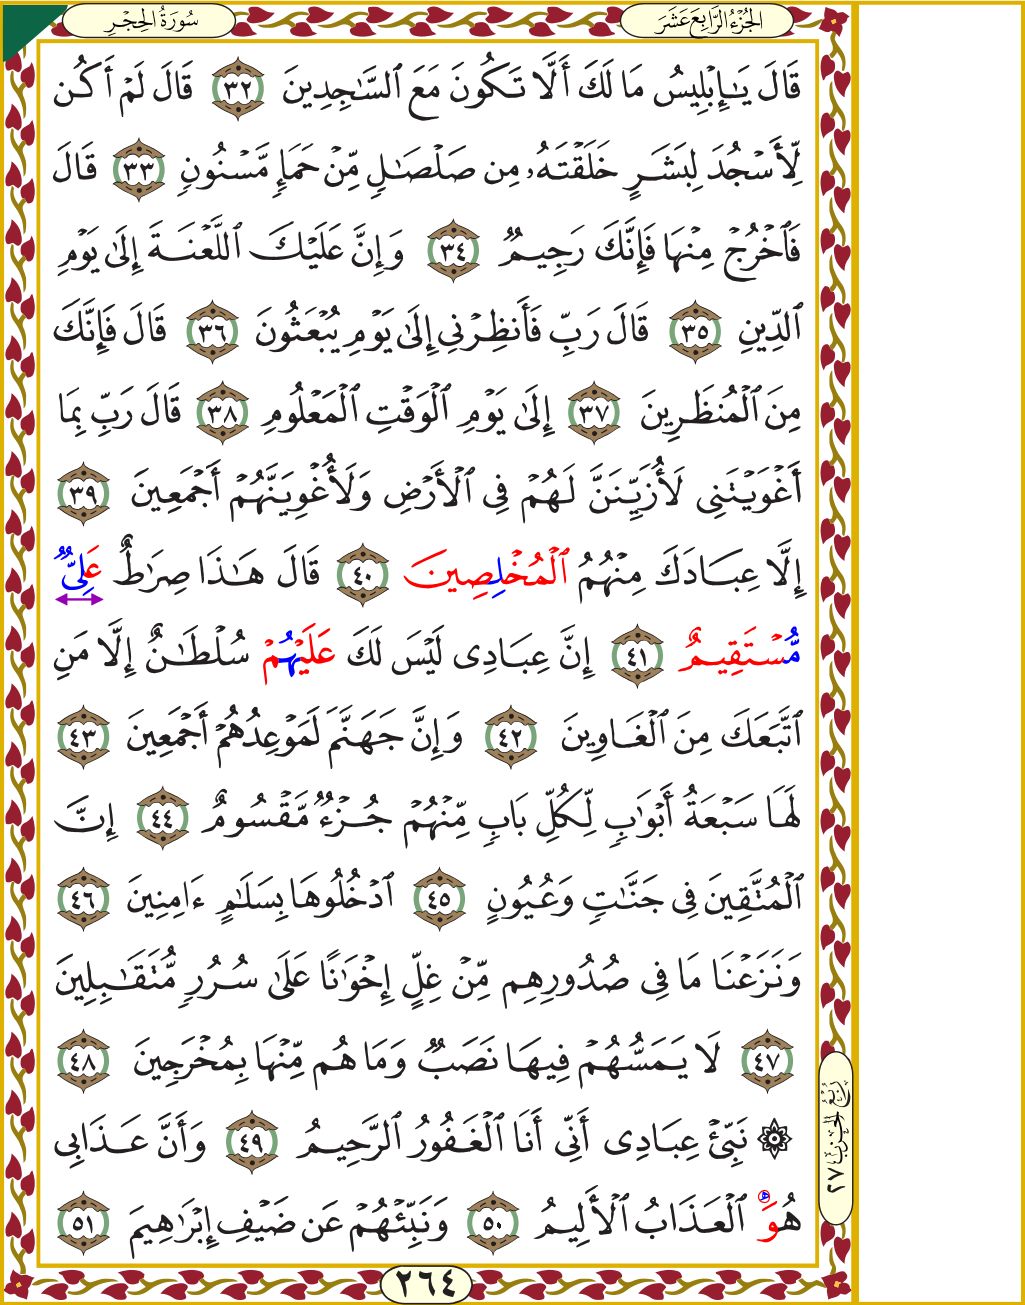 الجُزْءُ الرَّابِعَ عَشَرَ
سُورَةُ الحِجْرِ
قَالَ يَـٰٓإِبْلِيسُ مَا لَكَ أَلَّا تَكُونَ مَعَ ٱلسَّـٰجِدِينَ ٣٢ قَالَ لَمْ أَكُن
لِّأَسْجُدَ لِبَشَرٍ خَلَقْتَهُۥ مِن صَلْصَـٰلٍ مِّنْ حَمَإٍ مَّسْنُونٍ ٣٣ قَالَ
فَٱخْرُجْ مِنْهَا فَإِنَّكَ رَجِيمٌ ٣٤ وَإِنَّ عَلَيْكَ ٱللَّعْنَةَ إِلَىٰ يَوْمِ
ٱلدِّينِ ٣٥ قَالَ رَبِّ فَأَنظِرْنِى إِلَىٰ يَوْمِ يُبْعَثُونَ ٣٦ قَالَ فَإِنَّكَ
مِنَ ٱلْمُنظَرِينَ ٣٧ إِلَىٰ يَوْمِ ٱلْوَقْتِ ٱلْمَعْلُومِ ٣٨ قَالَ رَبِّ بِمَا
أَغْوَيْتَنِى لَأُزَيِّنَنَّ لَهُمْ فِى ٱلْأَرْضِ وَلَأُغْوِيَنَّهُمْ أَجْمَعِينَ ٣٩
إِلَّا عِبَادَكَ مِنْهُمُ ٱلْمُخْلِصِينَ ٤٠ قَالَ هَـٰذَا صِرَٰطٌ عَلِىٌّ
مُّسْتَقِيمٌ ٤١ إِنَّ عِبَادِى لَيْسَ لَكَ عَلَيْهُمْ سُلْطَـٰنٌ إِلَّا مَنِ
ٱتَّبَعَكَ مِنَ ٱلْغَاوِينَ ٤٢ وَإِنَّ جَهَنَّمَ لَمَوْعِدُهُمْ أَجْمَعِينَ ٤٣
لَهَا سَبْعَةُ أَبْوَٰبٍ لِّكُلِّ بَابٍ مِّنْهُمْ جُزْءٌ مَّقْسُومٌ ٤٤ إِنَّ
ٱلْمُتَّقِينَ فِى جَنَّـٰتٍ وَعُيُونٍ ٤٥ ٱدْخُلُوهَا بِسَلَـٰمٍ ءَامِنِينَ ٤٦
وَنَزَعْنَا مَا فِى صُدُورِهِم مِّنْ غِلٍّ إِخْوَٰنًا عَلَىٰ سُرُرٍ مُّتَقَـٰبِلِينَ
٤٧ لَا يَمَسُّهُمْ فِيهَا نَصَبٌ وَمَا هُم مِّنْهَا بِمُخْرَجِينَ ٤٨
۞ نَبِّئْ عِبَادِى أَنِّى أَنَا ٱلْغَفُورُ ٱلرَّحِيمُ ٤٩ وَأَنَّ عَذَابِى
هُوَ ٱلْعَذَابُ ٱلْأَلِيمُ ٥٠ وَنَبِّئْهُمْ عَن ضَيْفِ إِبْرَٰهِيمَ ٥١
رُبْعُ الحِزْبِ ٢٧
٢٦٤